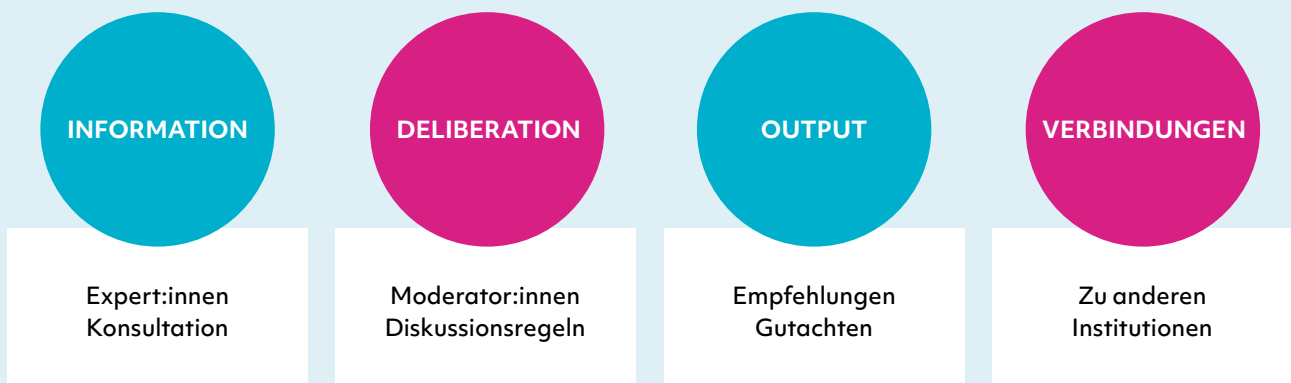 INFORMATION
Expert:innen
Konsultation
DELIBERATION
Moderator:innen
Diskussionsregeln
OUTPUT
Empfehlungen
Gutachten
VERBINDUNGEN
Zu anderen
Institutionen